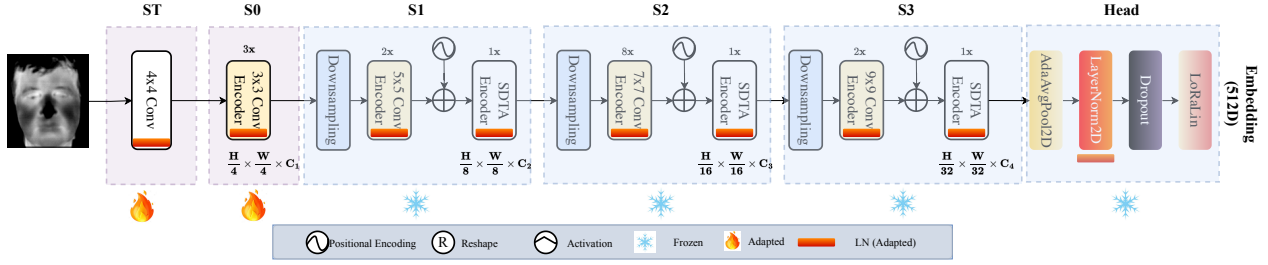 ST
S0
S1
S2
S3
Head
4x4 Conv
3x
3x3 Conv
Encoder
H/4 × W/4 × C1
Downsampling
2x
5x5 Conv
Encoder
1x
SDTA
Encoder
H/8 × W/8 × C2
Downsampling
8x
7x7 Conv
Encoder
1x
SDTA
Encoder
H/16 × W/16 × C3
Downsampling
2x
9x9 Conv
Encoder
1x
SDTA
Encoder
H/32 × W/32 × C4
AdaAvgPool2D
LayerNorm2D
Dropout
LoRaLin
Embedding
(512D)
Positional Encoding
R
Reshape
Activation
Frozen
Adapted
LN (Adapted)